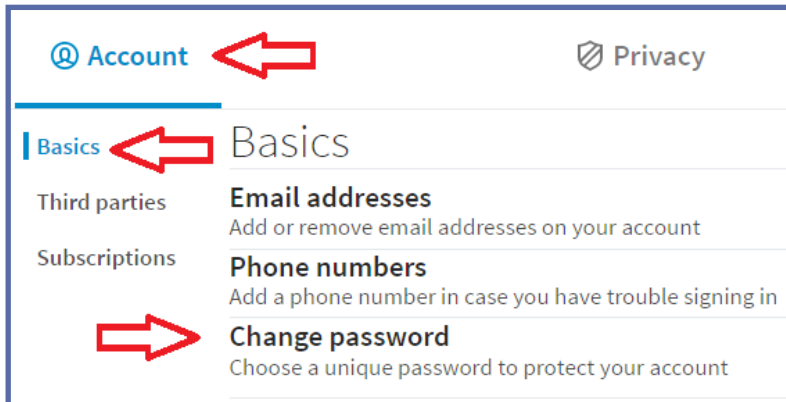 Account
Privacy
Basics
Third parties
Subscriptions
Basics
Email addresses
Add or remove email addresses on your account
Phone numbers
Add a phone number in case you have trouble signing in
Change password
Choose a unique password to protect your account